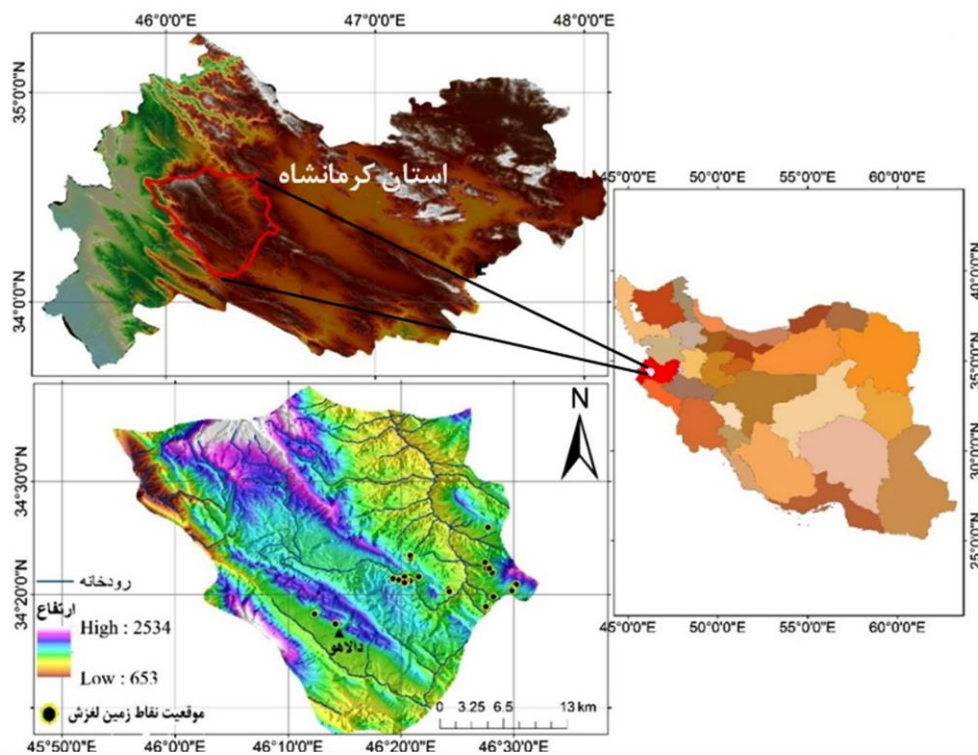 46°0'0"E 47°0'0"E 48°0'0"E
35°0'0"N
34°0'0"N
استان کرمانشاه
45°0'0"E 50°0'0"E 55°0'0"E 60°0'0"E
40°0'0"N
35°0'0"N
30°0'0"N
25°0'0"N
45°0'0"E 50°0'0"E 55°0'0"E 60°0'0"E
N
34°30'0"N
34°20'0"N
رودخانه
ارتفاع
High : 2534
Low : 653
موقعیت نقاط زمین لغزش
دالاهو
0 3.25 6.5 13 km
45°50'0"E 46°0'0"E 46°10'0"E 46°20'0"E 46°30'0"E